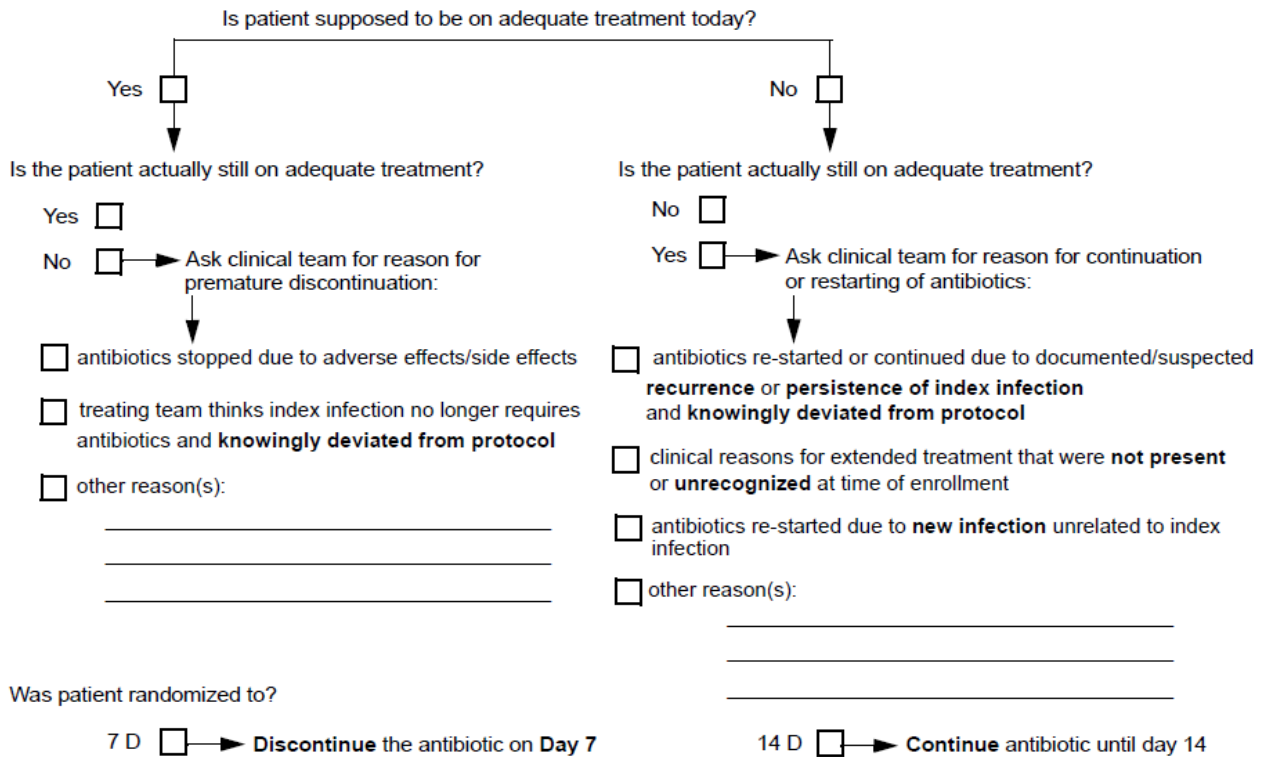 Is patient supposed to be on adequate treatment today?
Yes
No
Is the patient actually still on adequate treatment?
Yes
No
Ask clinical team for reason for
premature discontinuation:
antibiotics stopped due to adverse effects/side effects
treating team thinks index infection no longer requires
antibiotics and knowingly deviated from protocol
other reason(s):
Is the patient actually still on adequate treatment?
No
Yes
Ask clinical team for reason for continuation
or restarting of antibiotics:
antibiotics re-started or continued due to documented/suspected
recurrence or persistence of index infection
and knowingly deviated from protocol
clinical reasons for extended treatment that were not present
or unrecognized at time of enrollment
antibiotics re-started due to new infection unrelated to index
infection
other reason(s):
Was patient randomized to?
7 D
Discontinue the antibiotic on Day 7
14 D
Continue antibiotic until day 14